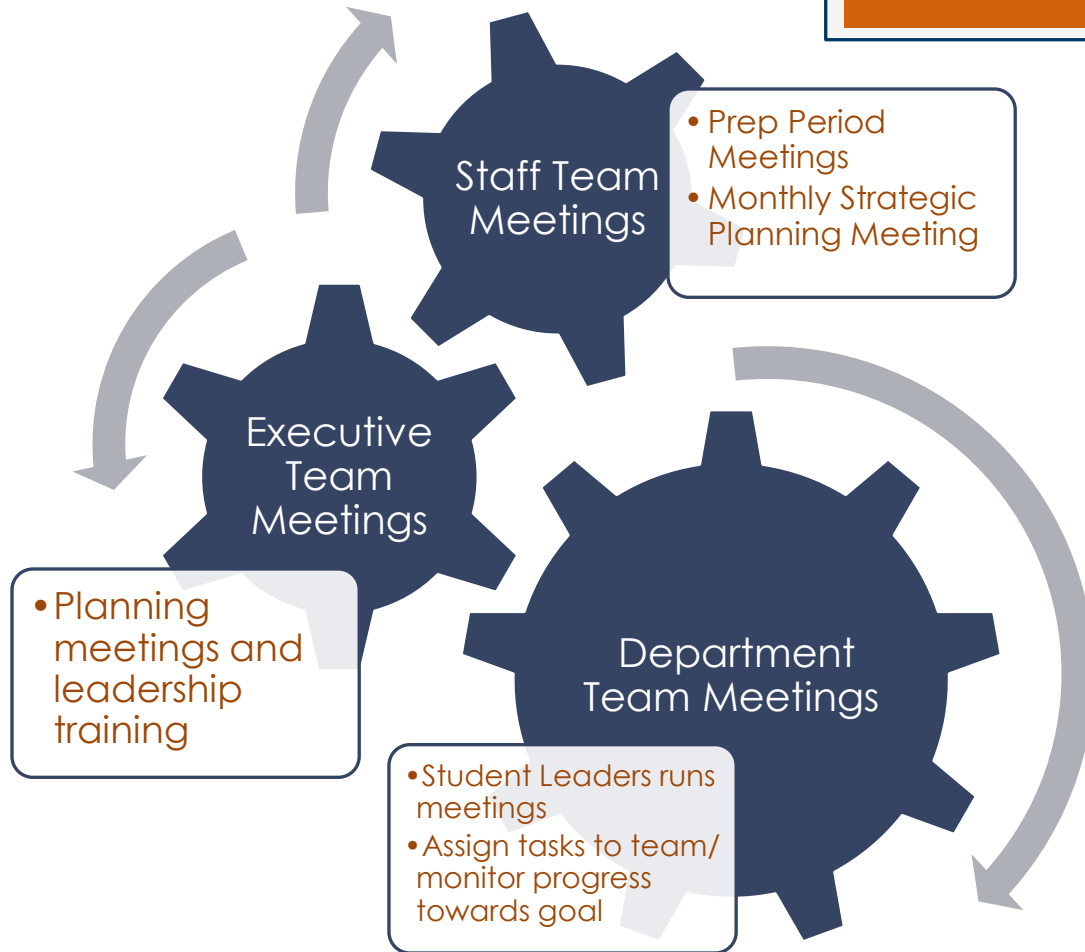 Staff Team
Meetings
• Prep Period
Meetings
• Monthly Strategic
Planning Meeting
Executive
Team
Meetings
• Planning
meetings and
leadership
training
Department
Team Meetings
• Student Leaders runs
meetings
• Assign tasks to team/
monitor progress
towards goal